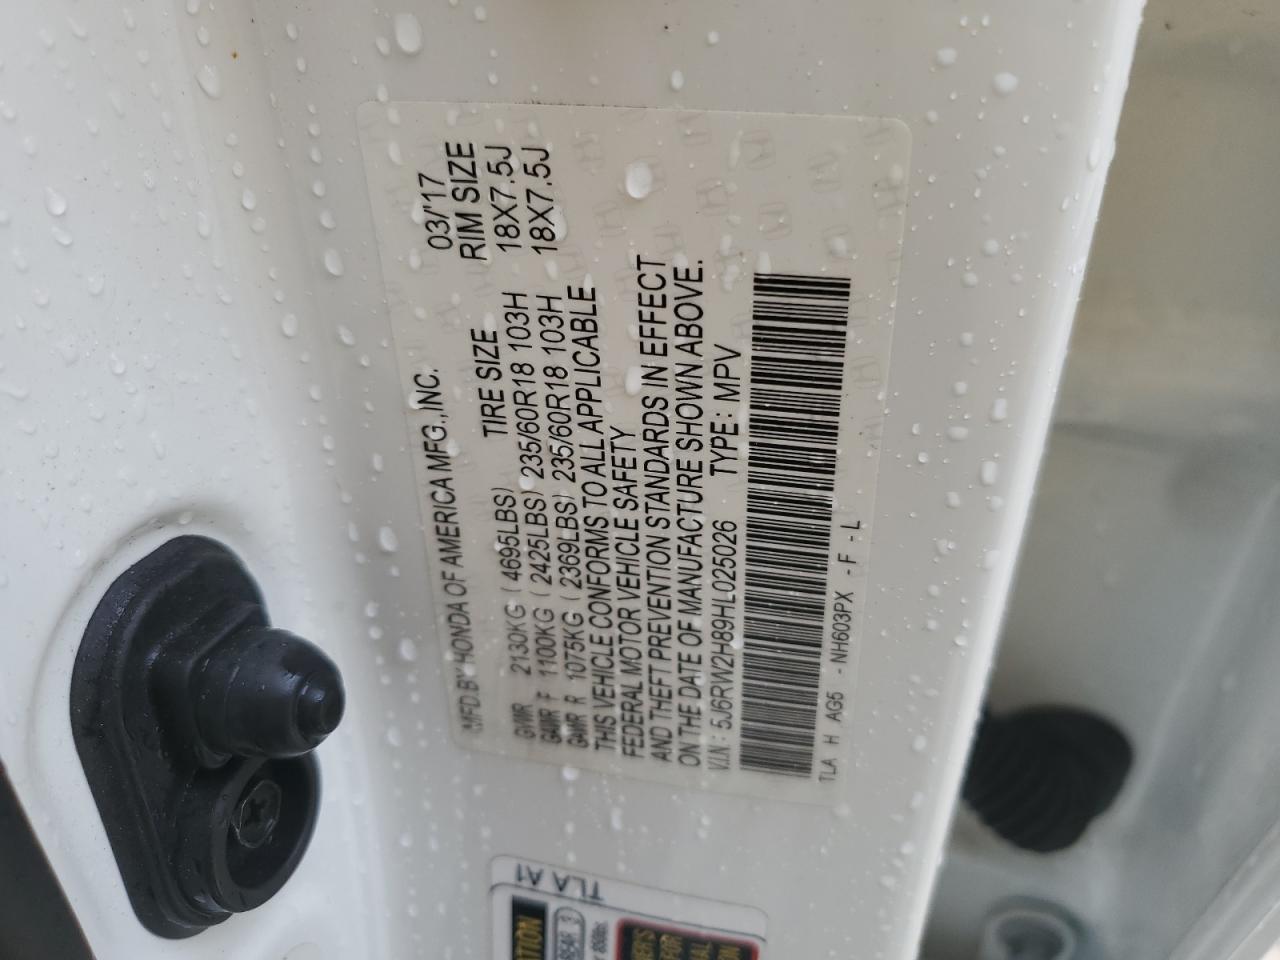 MFD.BY HONDA OF AMERICA MFG.,INC. 03/'17
TIRE SIZE RIM SIZE
GVWR 2130KG ( 4695LBS)
GAWR F 1100KG ( 2425LBS) 235/60R18 103H 18X7.5J
GAWR R 1075KG ( 2369LBS) 235/60R18 103H 18X7.5J
THIS VEHICLE CONFORMS TO ALL APPLICABLE
FEDERAL MOTOR VEHICLE SAFETY
AND THEFT PREVENTION STANDARDS IN EFFECT
ON THE DATE OF MANUFACTURE SHOWN ABOVE.
V.I.N : 5J6RW2H89HL025026 TYPE : MPV
TLA H AG5 - NH603PX - F - L
TLA A1
REAR 3